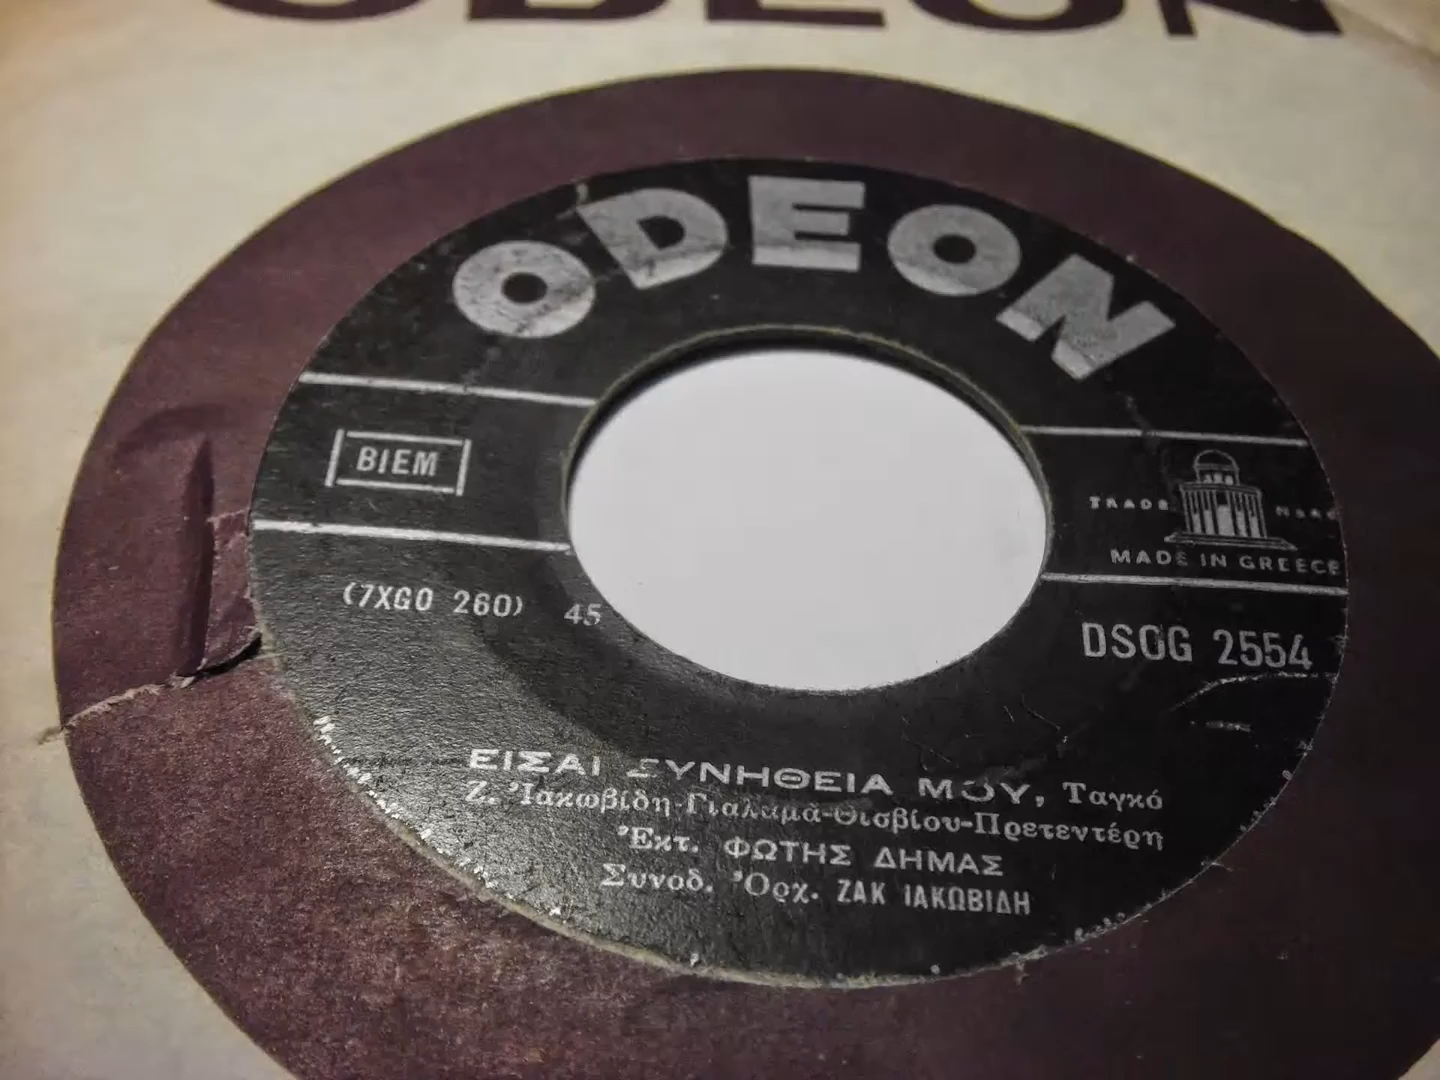 ODEON
ODEON
BIEM
TRADE MARK
MADE IN GREECE
(7XGO 260) 45
DSOG 2554
ΕΙΣΑΙ ΣΥΝΗΘΕΙΑ ΜΟΥ, Ταγκό
Ζ. Ἰακωβίδη-Γιαλαμᾶ-Θισβίου-Πρετεντέρη
Ἐκτ. ΦΩΤΗΣ ΔΗΜΑΣ
Συνοδ. Ὀρχ. ΖΑΚ ΙΑΚΩΒΙΔΗ